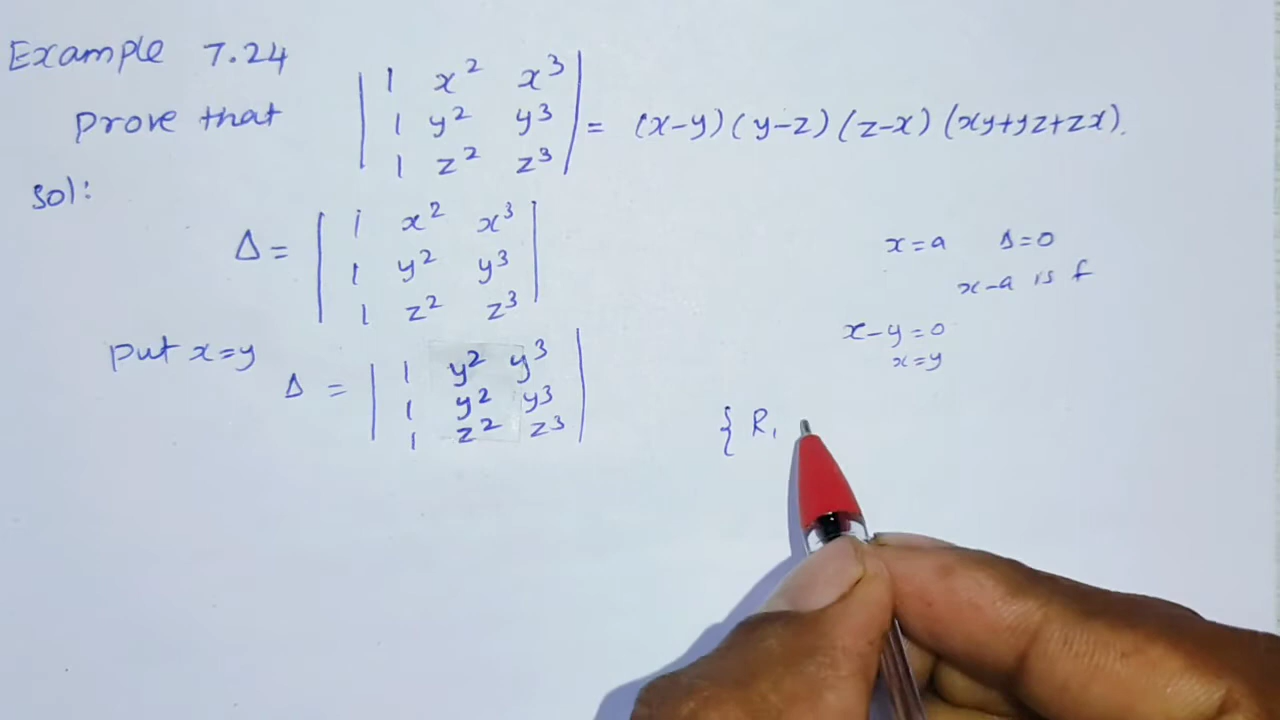 Example 7.24
Prove that | 1 x² x³ |
| 1 y² y³ | = (x-y)(y-z)(z-x)(xy+yz+zx).
| 1 z² z³ |
Sol:
Δ = | 1 x² x³ |
| 1 y² y³ |
| 1 z² z³ |
x=a Δ=0
x-a is f
x-y=0
x=y
Put x=y
Δ = | 1 y² y³ |
| 1 y² y³ |
| 1 z² z³ |
{ R₁